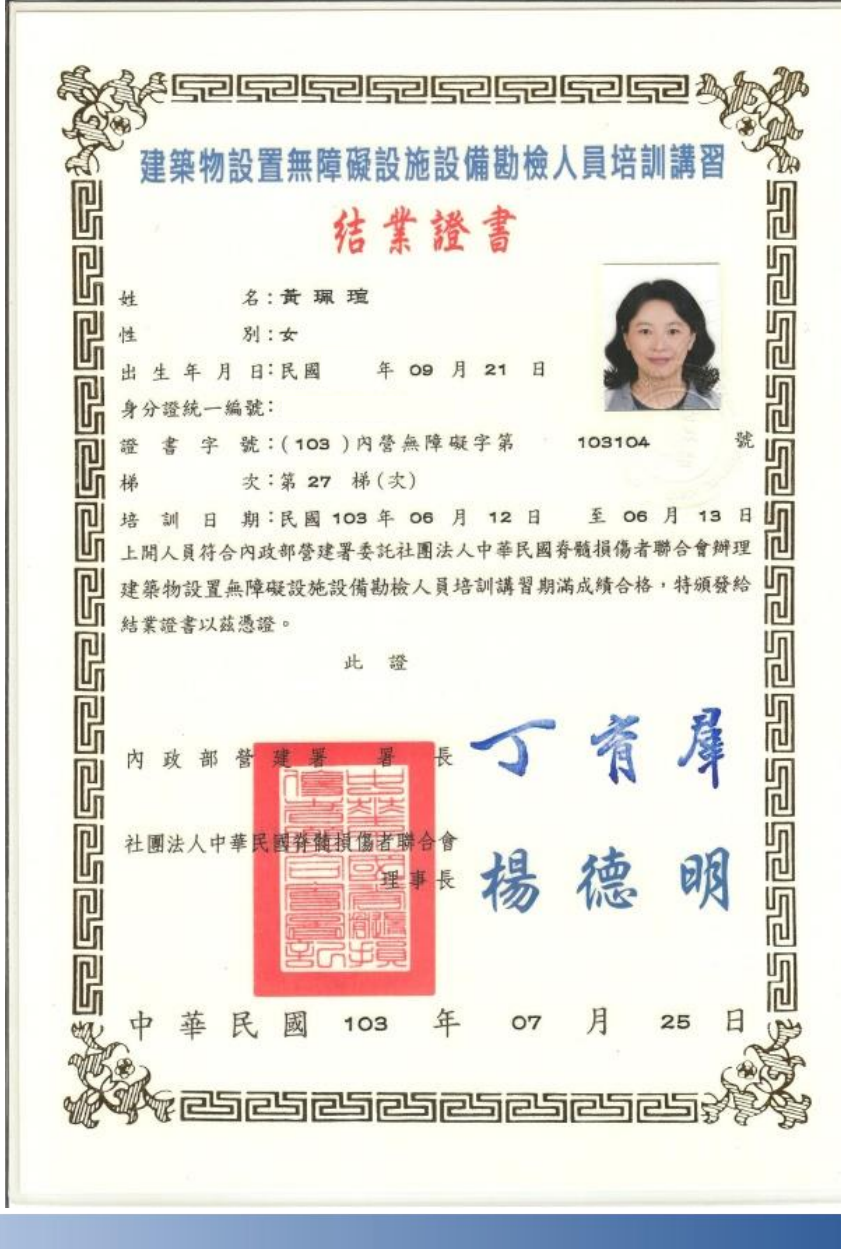 建築物設置無障礙設施設備勘檢人員培訓講習
结業證書
姓 名：黃珮瑄
性 別：女
出生年月日：民國 年 09 月 21 日
身分證統一編號：
證書字號：(103)內營無障礙字第 103104 號
梯 次：第 27 梯(次)
培訓日期：民國 103 年 06 月 12 日 至 06 月 13 日
上開人員符合內政部營建署委託社團法人中華民國脊髓損傷者聯合會辦理
建築物設置無障礙設施設備勘檢人員培訓講習期滿成績合格，特頒發給
結業證書以茲憑證。
此 證
內政部營建署 署 長 丁育群
社團法人中華民國脊髓損傷者聯合會
理事長 楊德明
中華民國 103 年 07 月 25 日